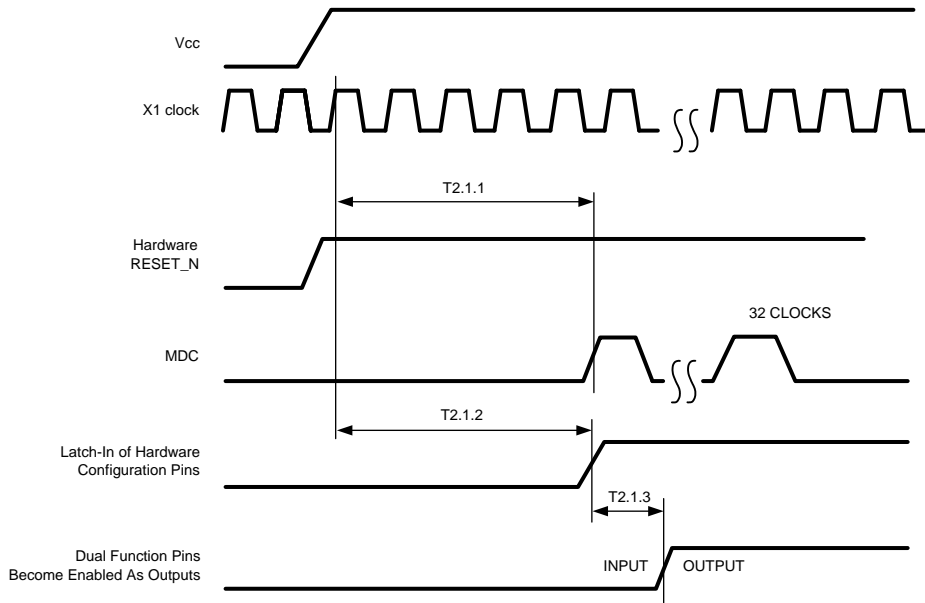 Vcc
X1 clock
T2.1.1
Hardware
RESET_N
32 CLOCKS
MDC
T2.1.2
Latch-In of Hardware
Configuration Pins
T2.1.3
Dual Function Pins
Become Enabled As Outputs
INPUT
OUTPUT